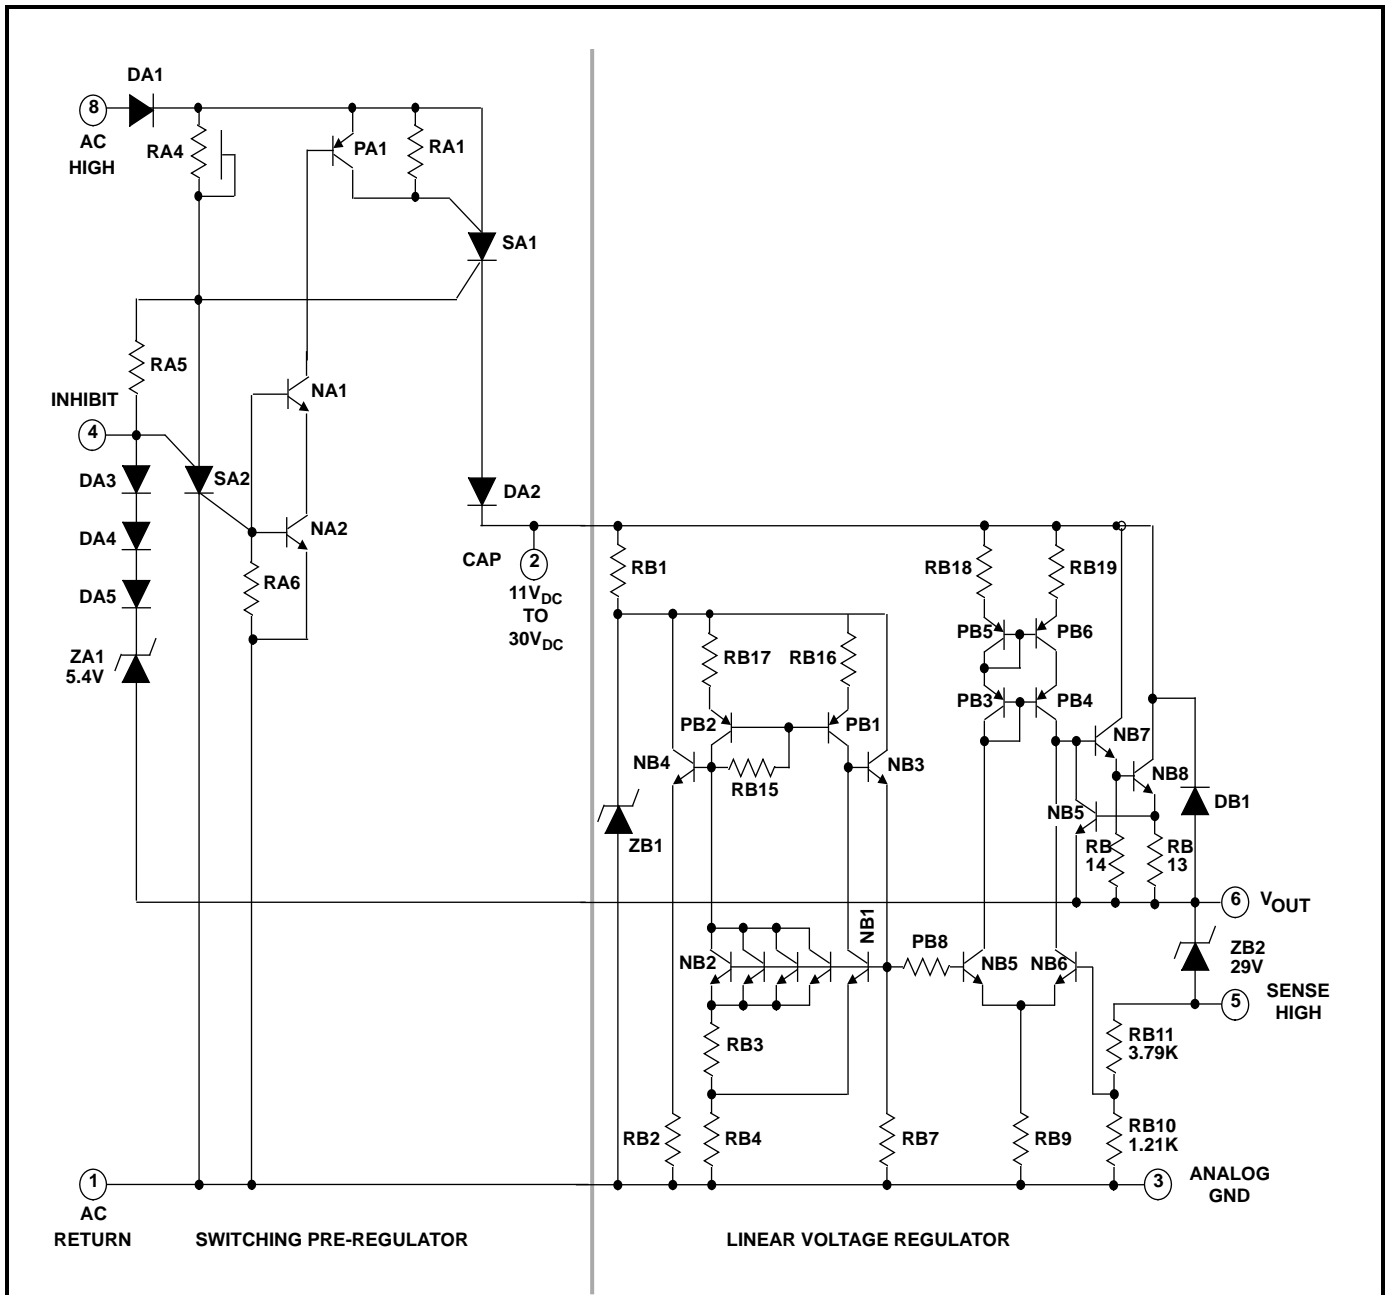 DA1
8
AC
HIGH
RA4
PA1
RA1
SA1
RA5
INHIBIT
4
NA1
DA3
SA2
DA2
NA2
DA4
CAP
2
RB1
RB18
RB19
RA6
DA5
11VDC
TO
30VDC
PB5
PB6
ZA1
5.4V
RB17
RB16
PB3
PB4
PB2
PB1
NB7
NB4
NB3
NB8
RB15
DB1
NB5
ZB1
RB
14
RB
13
6
VOUT
NB1
PB8
NB2
NB5
NB6
ZB2
29V
5
SENSE
HIGH
RB3
RB11
3.79K
RB2
RB4
RB7
RB9
RB10
1.21K
1
3
ANALOG
GND
AC
RETURN
SWITCHING PRE-REGULATOR
LINEAR VOLTAGE REGULATOR